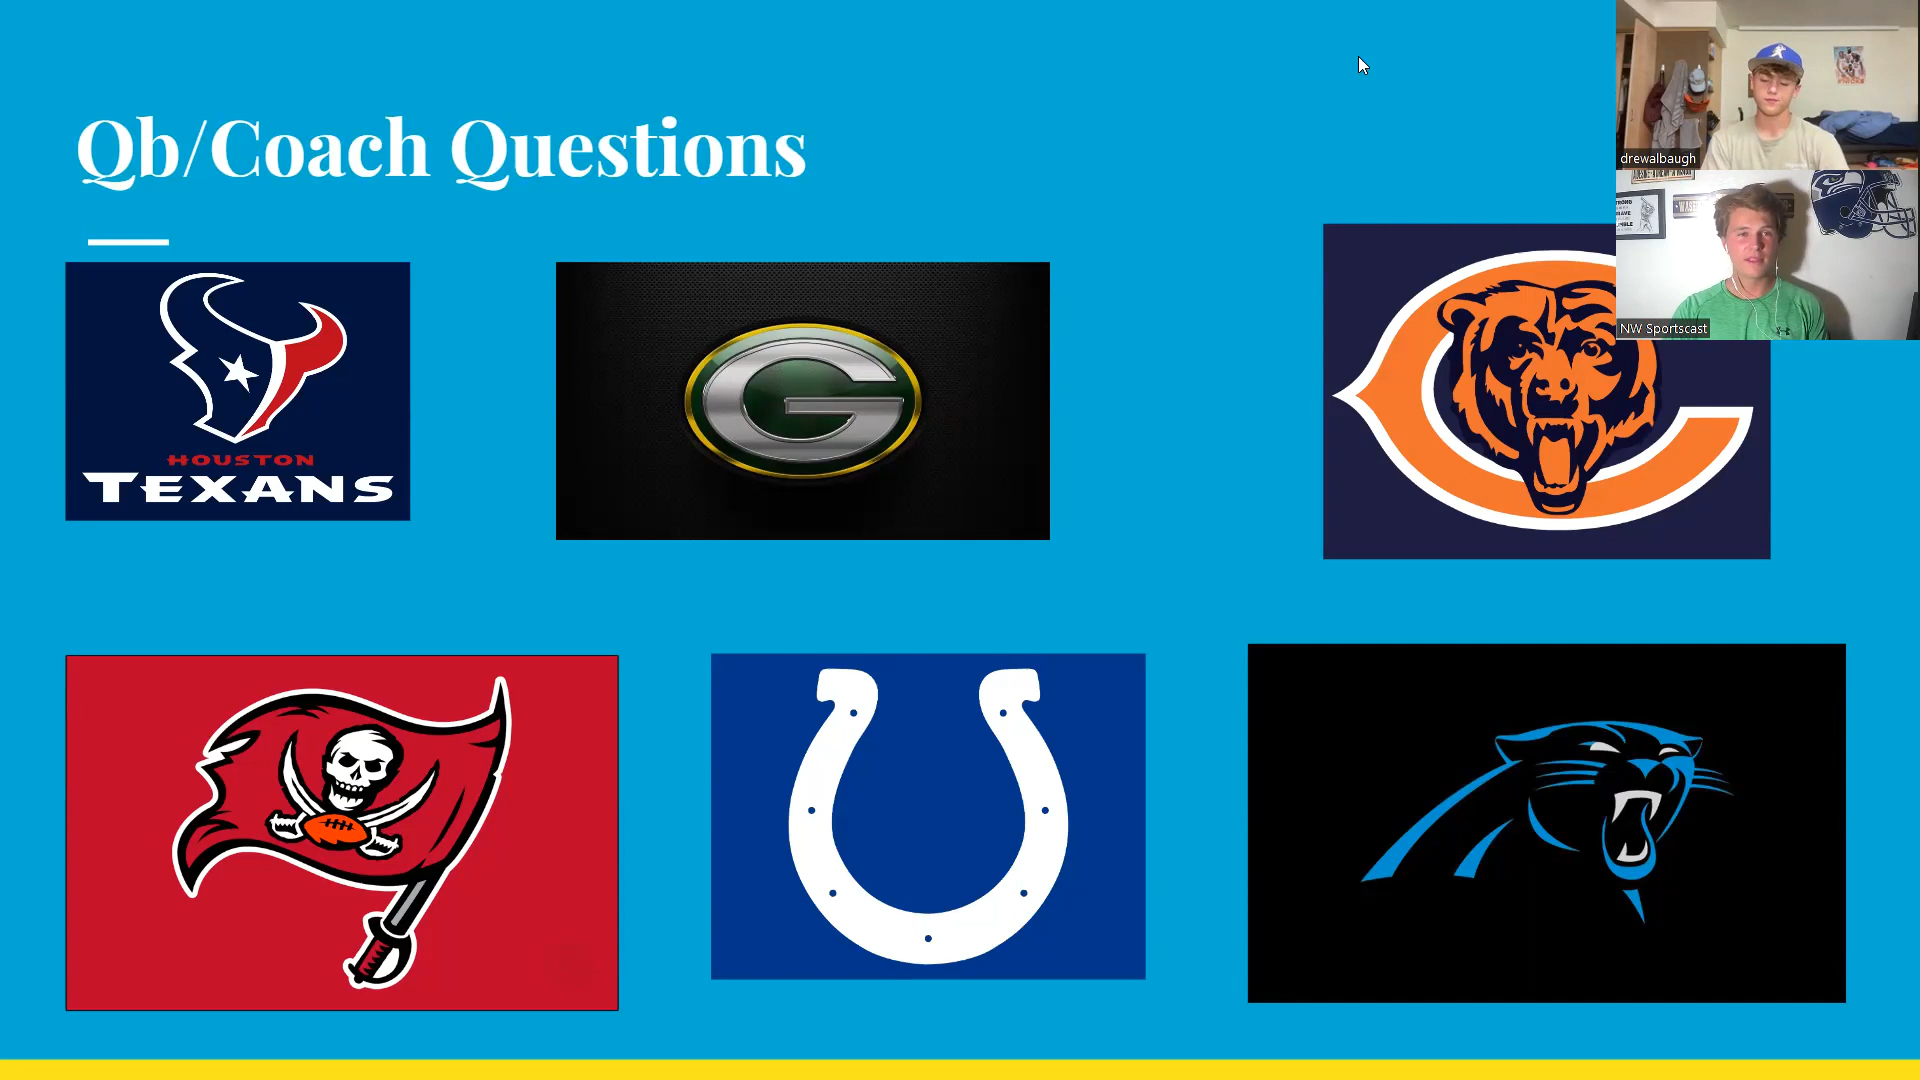 Qb/Coach Questions
drewalbaugh
NW Sportscast
HOUSTON
TEXANS